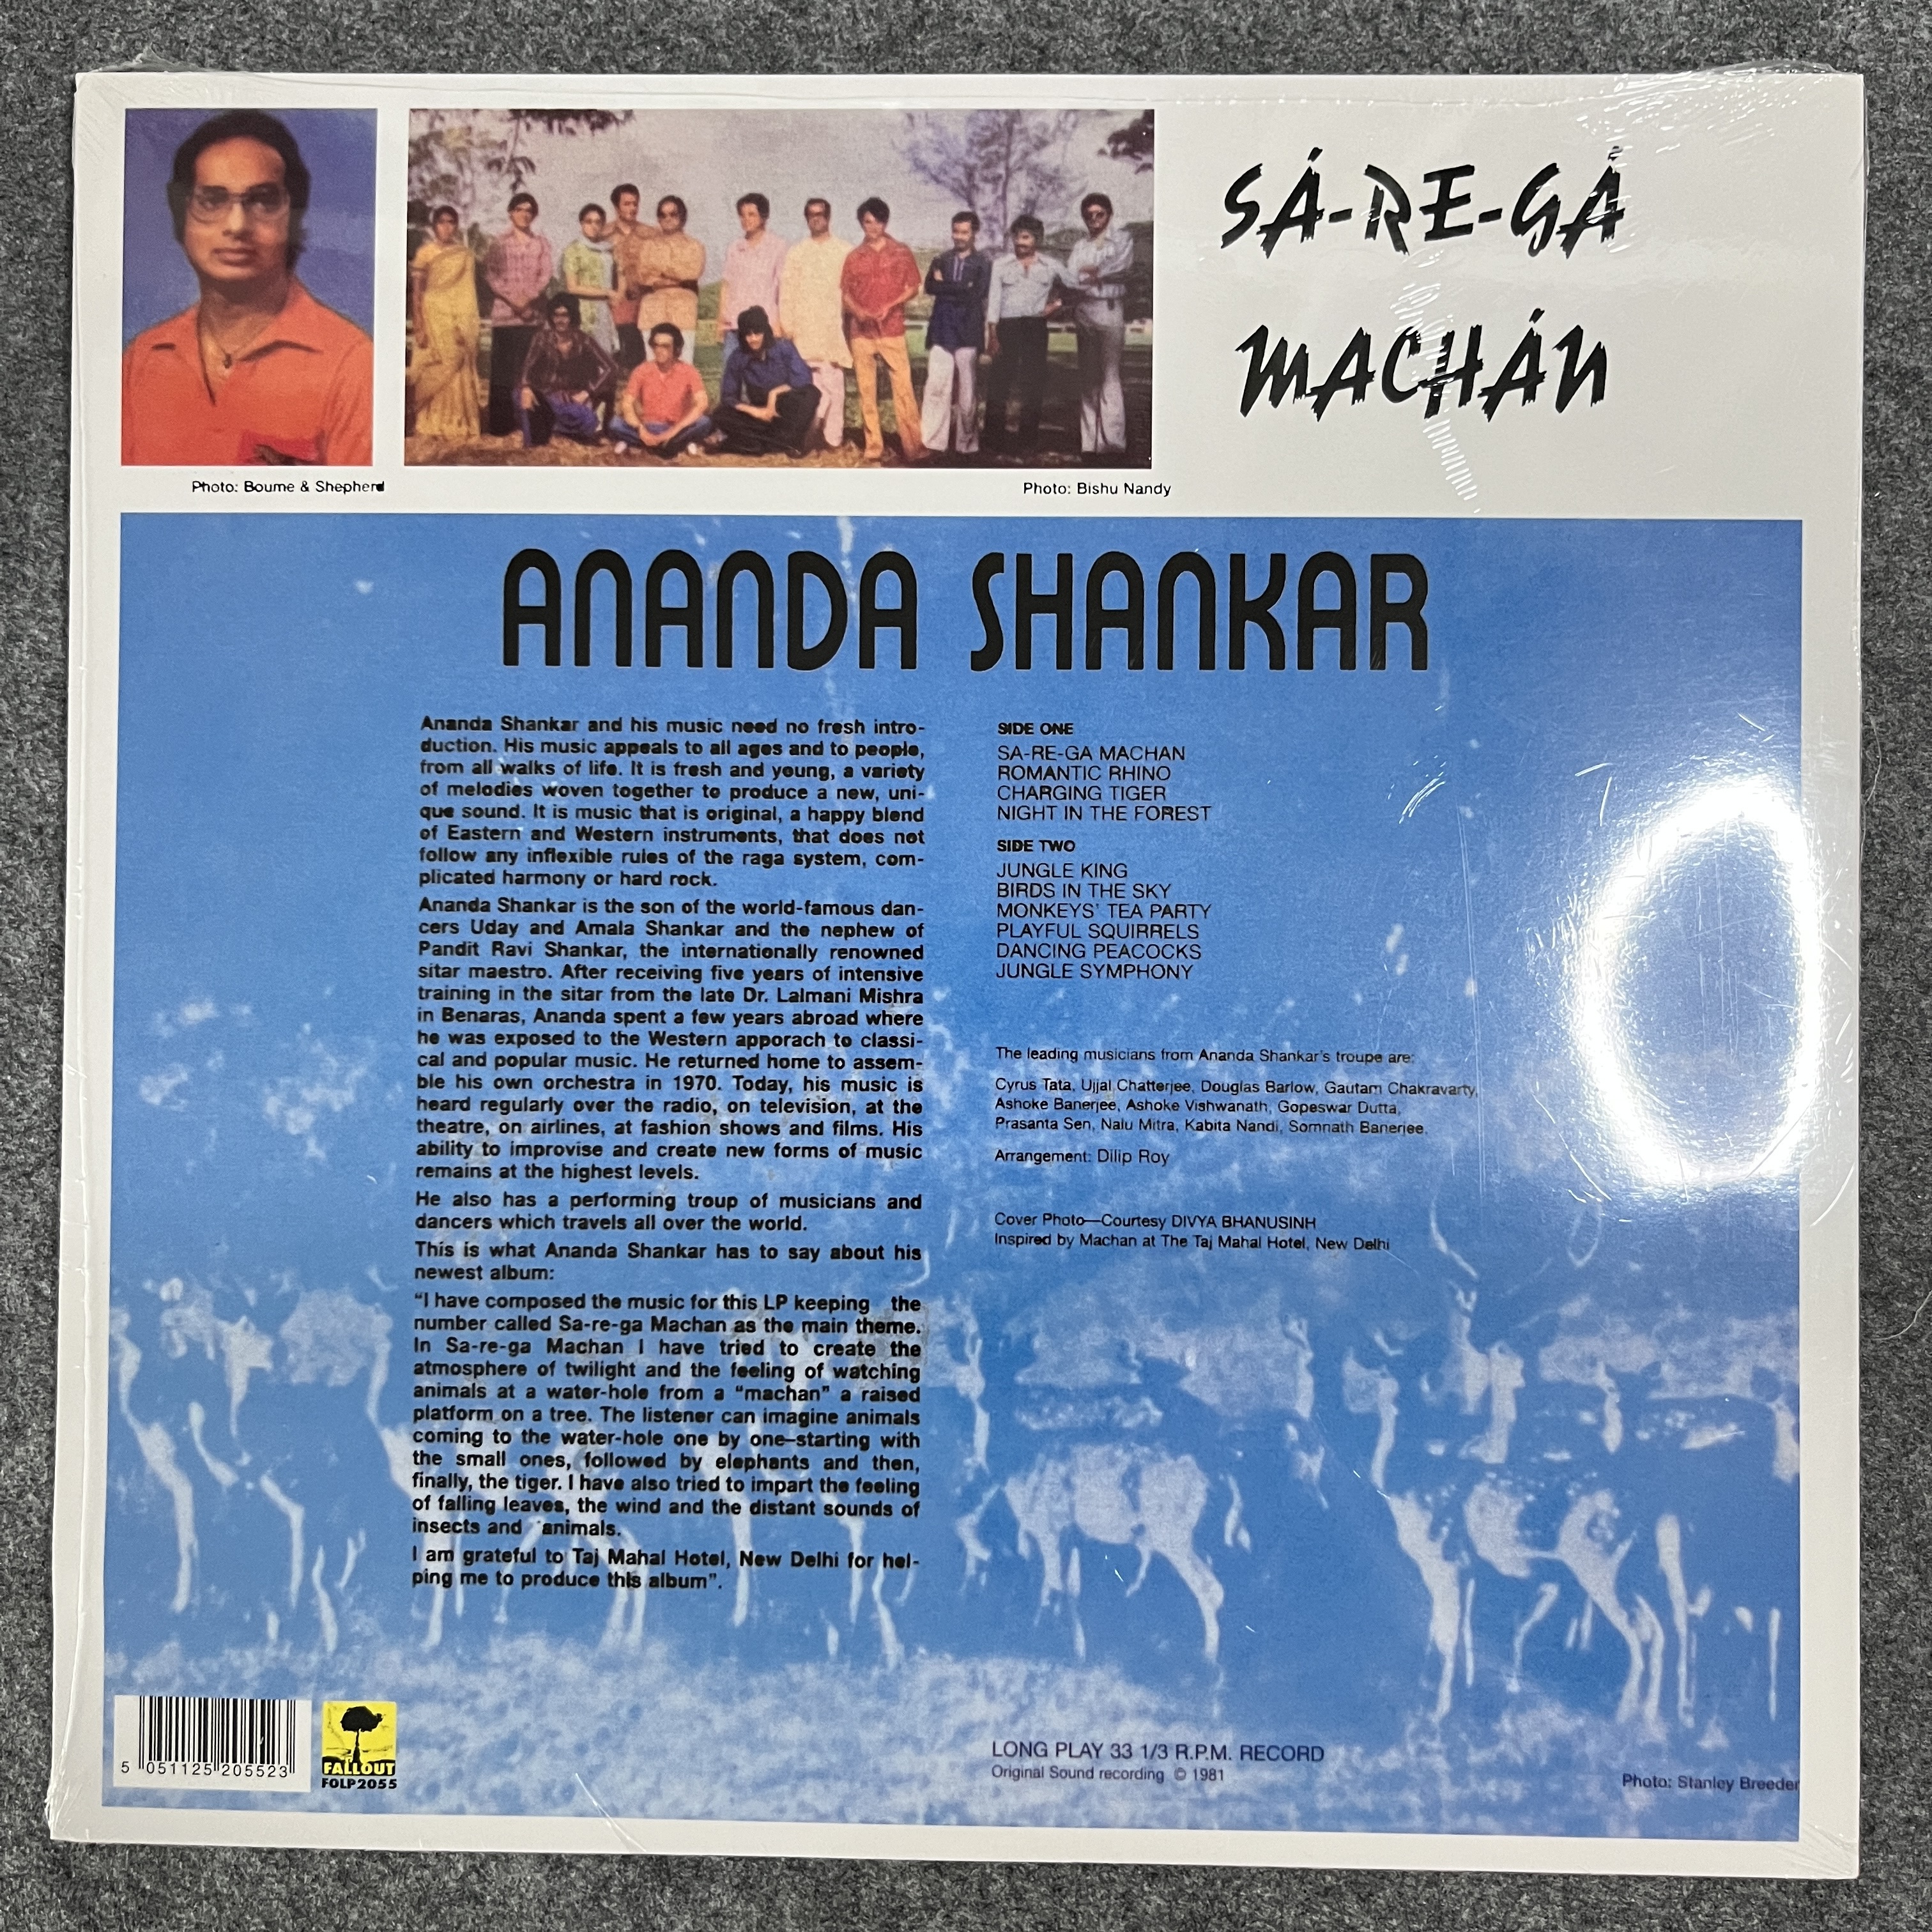 SÁ-RE-GÁ
MACHÁN
Photo: Boume & Shepherd
Photo: Bishu Nandy
ANANDA SHANKAR
Ananda Shankar and his music need no fresh intro-
duction. His music appeals to all ages and to people,
from all walks of life. It is fresh and young, a variety
of melodies woven together to produce a new, uni-
que sound. It is music that is original, a happy blend
of Eastern and Western instruments, that does not
follow any inflexible rules of the raga system, com-
plicated harmony or hard rock.
Ananda Shankar is the son of the world-famous dan-
cers Uday and Amala Shankar and the nephew of
Pandit Ravi Shankar, the internationally renowned
sitar maestro. After receiving five years of intensive
training in the sitar from the late Dr. Lalmani Mishra
in Benaras, Ananda spent a few years abroad where
he was exposed to the Western apporach to classi-
cal and popular music. He returned home to assem-
ble his own orchestra in 1970. Today, his music is
heard regularly over the radio, on television, at the
theatre, on airlines, at fashion shows and films. His
ability to improvise and create new forms of music
remains at the highest levels.
He also has a performing troup of musicians and
dancers which travels all over the world.
This is what Ananda Shankar has to say about his
newest album:
“I have composed the music for this LP keeping the
number called Sa-re-ga Machan as the main theme.
In Sa-re-ga Machan I have tried to create the
atmosphere of twilight and the feeling of watching
animals at a water-hole from a “machan” a raised
platform on a tree. The listener can imagine animals
coming to the water-hole one by one–starting with
the small ones, followed by elephants and then,
finally, the tiger. I have also tried to impart the feeling
of falling leaves, the wind and the distant sounds of
insects and animals.
I am grateful to Taj Mahal Hotel, New Delhi for hel-
ping me to produce this album”.
SIDE ONE
SA-RE-GA MACHAN
ROMANTIC RHINO
CHARGING TIGER
NIGHT IN THE FOREST
SIDE TWO
JUNGLE KING
BIRDS IN THE SKY
MONKEYS' TEA PARTY
PLAYFUL SQUIRRELS
DANCING PEACOCKS
JUNGLE SYMPHONY
The leading musicians from Ananda Shankar's troupe are:
Cyrus Tata, Ujjal Chatterjee, Douglas Barlow, Gautam Chakravarty,
Ashoke Banerjee, Ashoke Vishwanath, Gopeswar Dutta,
Prasanta Sen, Nalu Mitra, Kabita Nandi, Somnath Banerjee.
Arrangement: Dilip Roy
Cover Photo—Courtesy DIVYA BHANUSINH
Inspired by Machan at The Taj Mahal Hotel, New Delhi
5 051125 205523
FALLOUT
FOLP2055
LONG PLAY 33 1/3 R.P.M. RECORD
Original Sound recording © 1981
Photo: Stanley Breeder